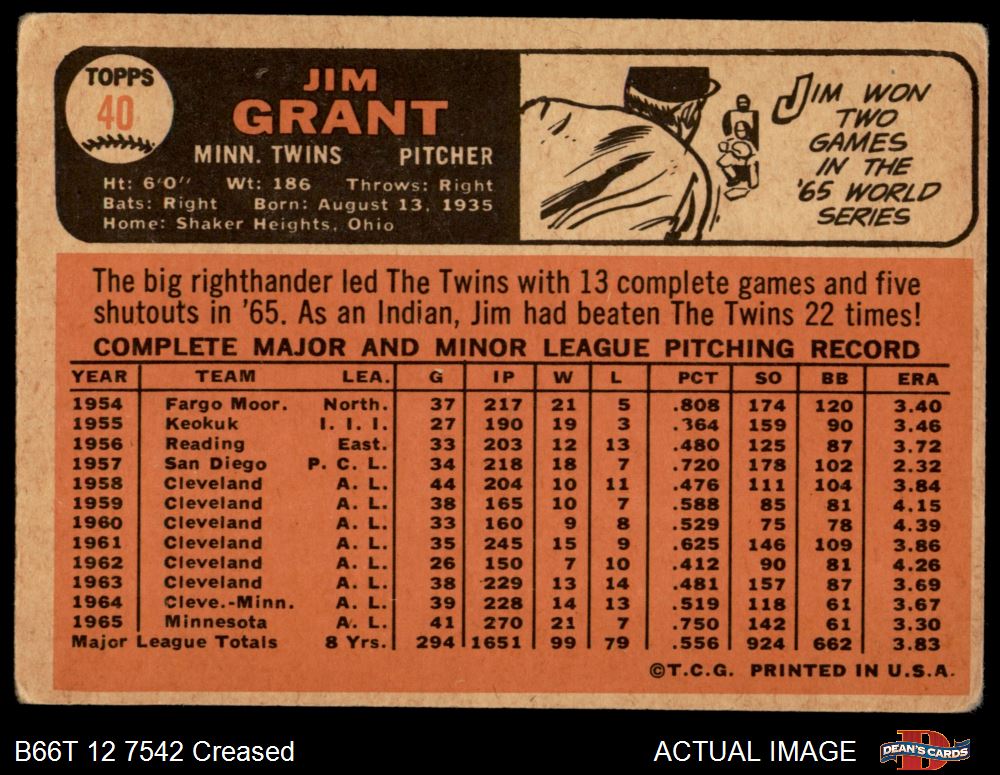 TOPPS
40
JIM
GRANT
MINN. TWINS PITCHER
Ht: 6'0" Wt: 186 Throws: Right
Bats: Right Born: August 13, 1935
Home: Shaker Heights, Ohio
JIM WON
TWO
GAMES
IN THE
'65 WORLD
SERIES
The big righthander led The Twins with 13 complete games and five
shutouts in '65. As an Indian, Jim had beaten The Twins 22 times!
COMPLETE MAJOR AND MINOR LEAGUE PITCHING RECORD
YEAR TEAM LEA. G IP W L PCT SO BB ERA
1954 Fargo Moor. North. 37 217 21 5 .808 174 120 3.40
1955 Keokuk I. I. I. 27 190 19 3 .364 159 90 3.46
1956 Reading East. 33 203 12 13 .480 125 87 3.72
1957 San Diego P. C. L. 34 218 18 7 .720 178 102 2.32
1958 Cleveland A. L. 44 204 10 11 .476 111 104 3.84
1959 Cleveland A. L. 38 165 10 7 .588 85 81 4.15
1960 Cleveland A. L. 33 160 9 8 .529 75 78 4.39
1961 Cleveland A. L. 35 245 15 9 .625 146 109 3.86
1962 Cleveland A. L. 26 150 7 10 .412 90 81 4.26
1963 Cleveland A. L. 38 229 13 14 .481 157 87 3.69
1964 Cleve.-Minn. A. L. 39 228 14 13 .519 118 61 3.67
1965 Minnesota A. L. 41 270 21 7 .750 142 61 3.30
Major League Totals 8 Yrs. 294 1651 99 79 .556 924 662 3.83
©T.C.G. PRINTED IN U.S.A.
B66T 12 7542 Creased
ACTUAL IMAGE
DEAN'S CARDS